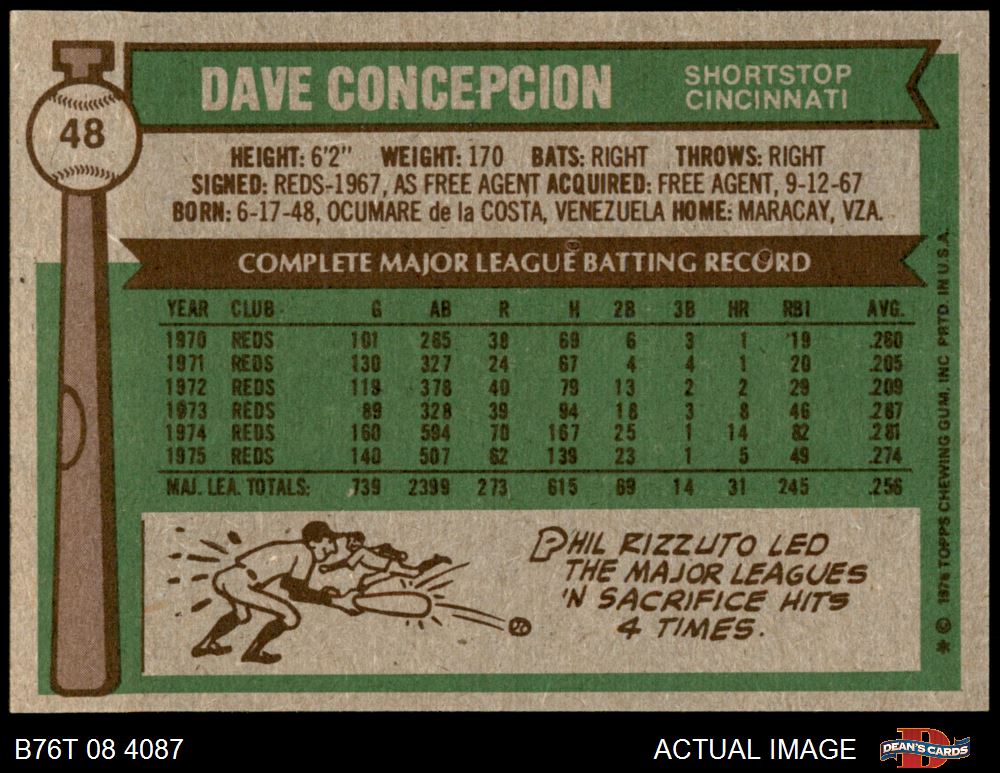 48
DAVE CONCEPCION
SHORTSTOP
CINCINNATI
HEIGHT: 6'2" WEIGHT: 170 BATS: RIGHT THROWS: RIGHT
SIGNED: REDS-1967, AS FREE AGENT ACQUIRED: FREE AGENT, 9-12-67
BORN: 6-17-48, OCUMARE de la COSTA, VENEZUELA HOME: MARACAY, VZA.
COMPLETE MAJOR LEAGUE BATTING RECORD
YEAR CLUB G AB R H 2B 3B HR RBI AVG.
1970 REDS 101 265 38 69 6 3 1 19 .260
1971 REDS 130 327 24 67 4 4 1 20 .205
1972 REDS 119 378 40 79 13 2 2 29 .209
1973 REDS 89 328 39 94 18 3 8 46 .287
1974 REDS 160 594 70 167 25 1 14 82 .281
1975 REDS 140 507 62 139 23 1 5 49 .274
MAJ. LEA. TOTALS: 739 2399 273 615 89 14 31 245 .256
PHIL RIZZUTO LED
THE MAJOR LEAGUES
'N SACRIFICE HITS
4 TIMES.
* © 1976 TOPPS CHEWING GUM, INC PRTD. IN U.S.A.
B76T 08 4087
ACTUAL IMAGE
DEAN'S CARDS